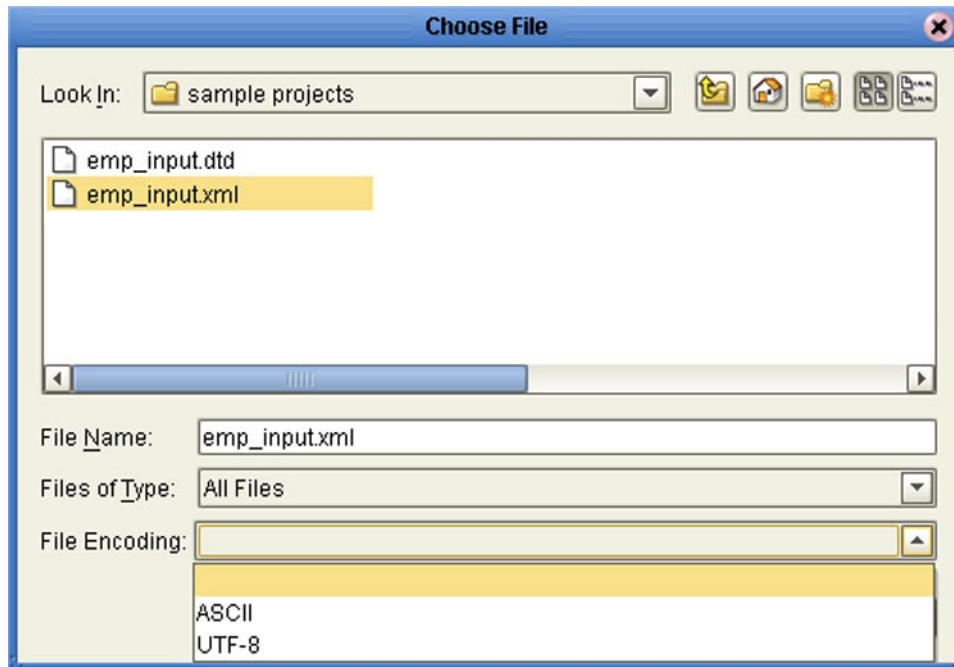 Choose File
Look In: sample projects
emp_input.dtd
emp_input.xml
File Name: emp_input.xml
Files of Type: All Files
File Encoding:
ASCII
UTF-8